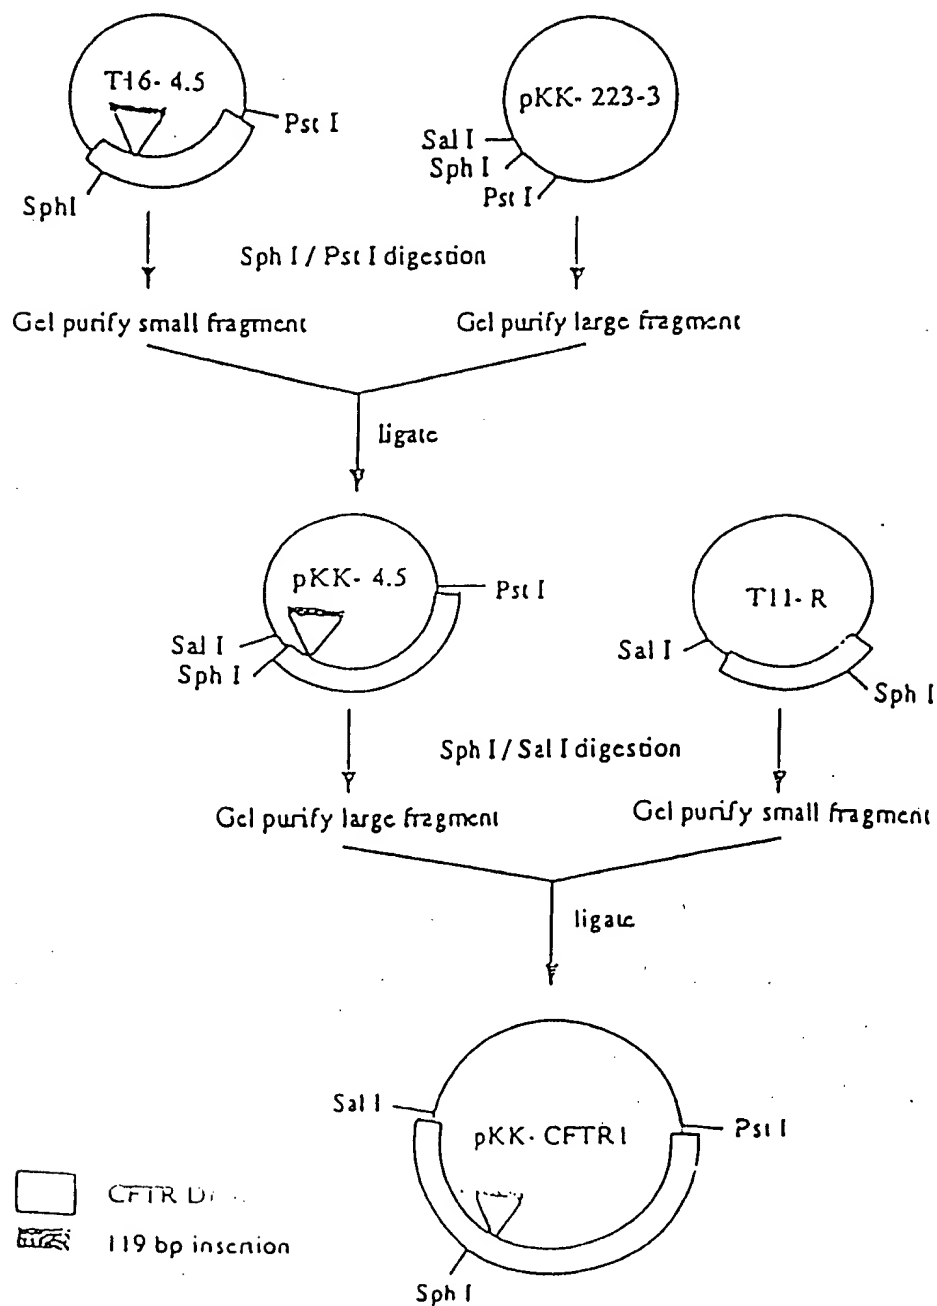 T16- 4.5
pKK- 223-3
Pst I
Sal I
Sph I
Pst I
SphI
Sph I / Pst I digestion
Gel purify small fragment
Gel purify large fragment
ligate
pKK- 4.5
Pst I
T11- R
Sal I
Sph I
Sal I
Sph I
Sph I / Sal I digestion
Gel purify large fragment
Gel purify small fragment
ligate
Sal I
pKK- CFTR1
Pst I
CFTR
119 bp insertion
Sph I